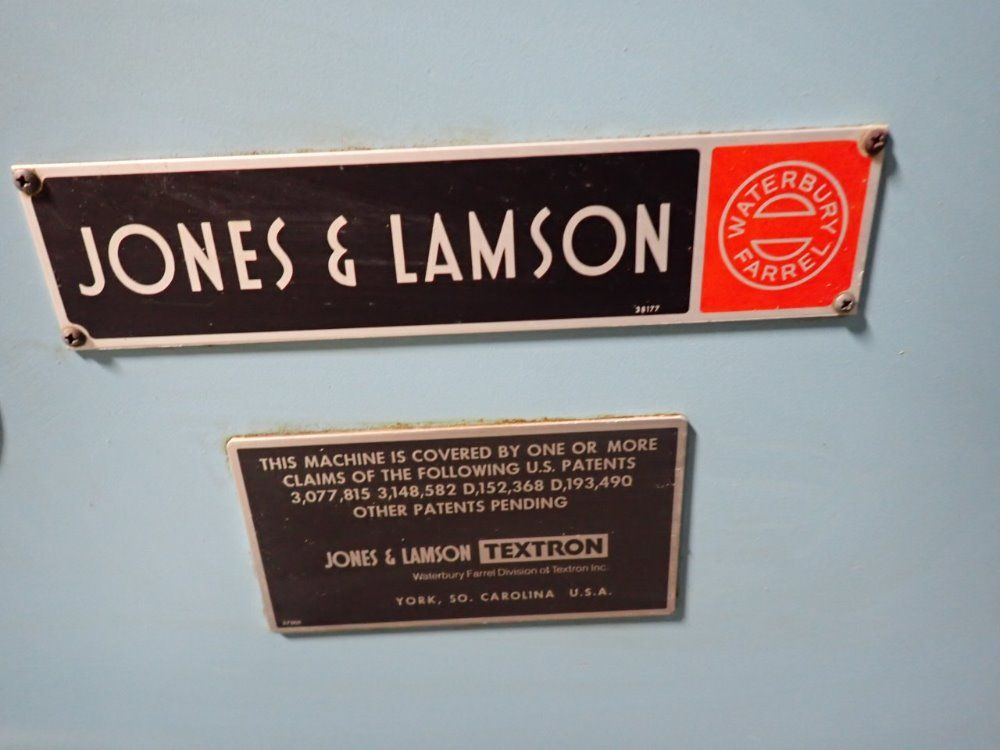 JONES & LAMSON
38177
WATERBURY
FARREL
THIS MACHINE IS COVERED BY ONE OR MORE
CLAIMS OF THE FOLLOWING U.S. PATENTS
3,077,815 3,148,582 D,152,368 D,193,490
OTHER PATENTS PENDING
JONES & LAMSON TEXTRON
Waterbury Farrel Division of Textron Inc.
YORK, SO. CAROLINA U.S.A.